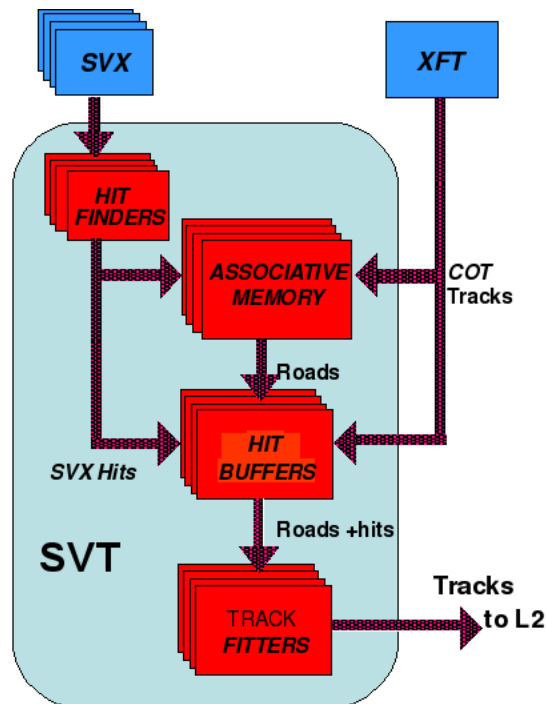 SVX
XFT
HIT
FINDERS
ASSOCIATIVE
MEMORY
COT
Tracks
Roads
HIT
BUFFERS
SVX Hits
Roads +hits
SVT
Tracks
to L2
TRACK
FITTERS